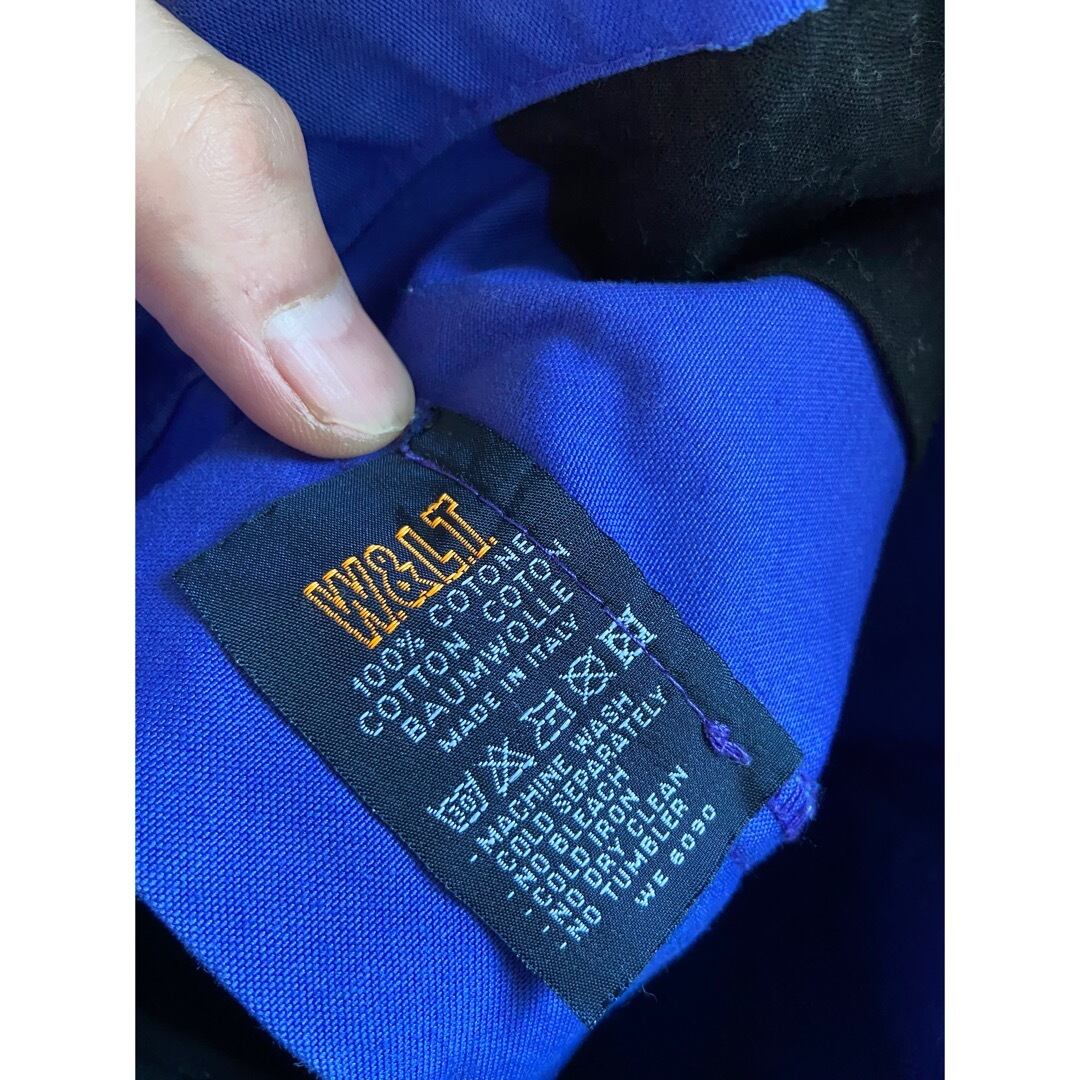 W.&L.T.
100% COTONE
COTTON COTON
BAUMWOLLE
MADE IN ITALY
30
- MACHINE WASH
COLD SEPARATELY
- NO BLEACH
- COLD IRON
- NO DRY CLEAN
- NO TUMBLER
WE 6090